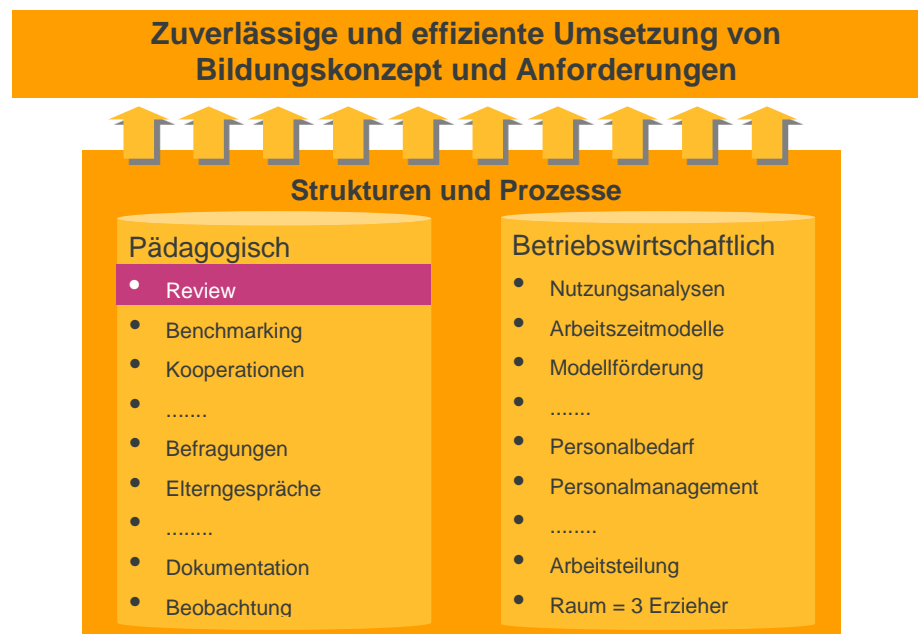 Zuverlässige und effiziente Umsetzung von
Bildungskonzept und Anforderungen
Strukturen und Prozesse
Pädagogisch
• Review
• Benchmarking
• Kooperationen
• .......
• Befragungen
• Elterngespräche
• ........
• Dokumentation
• Beobachtung
Betriebswirtschaftlich
• Nutzungsanalysen
• Arbeitszeitmodelle
• Modellförderung
• .......
• Personalbedarf
• Personalmanagement
• ........
• Arbeitsteilung
• Raum = 3 Erzieher